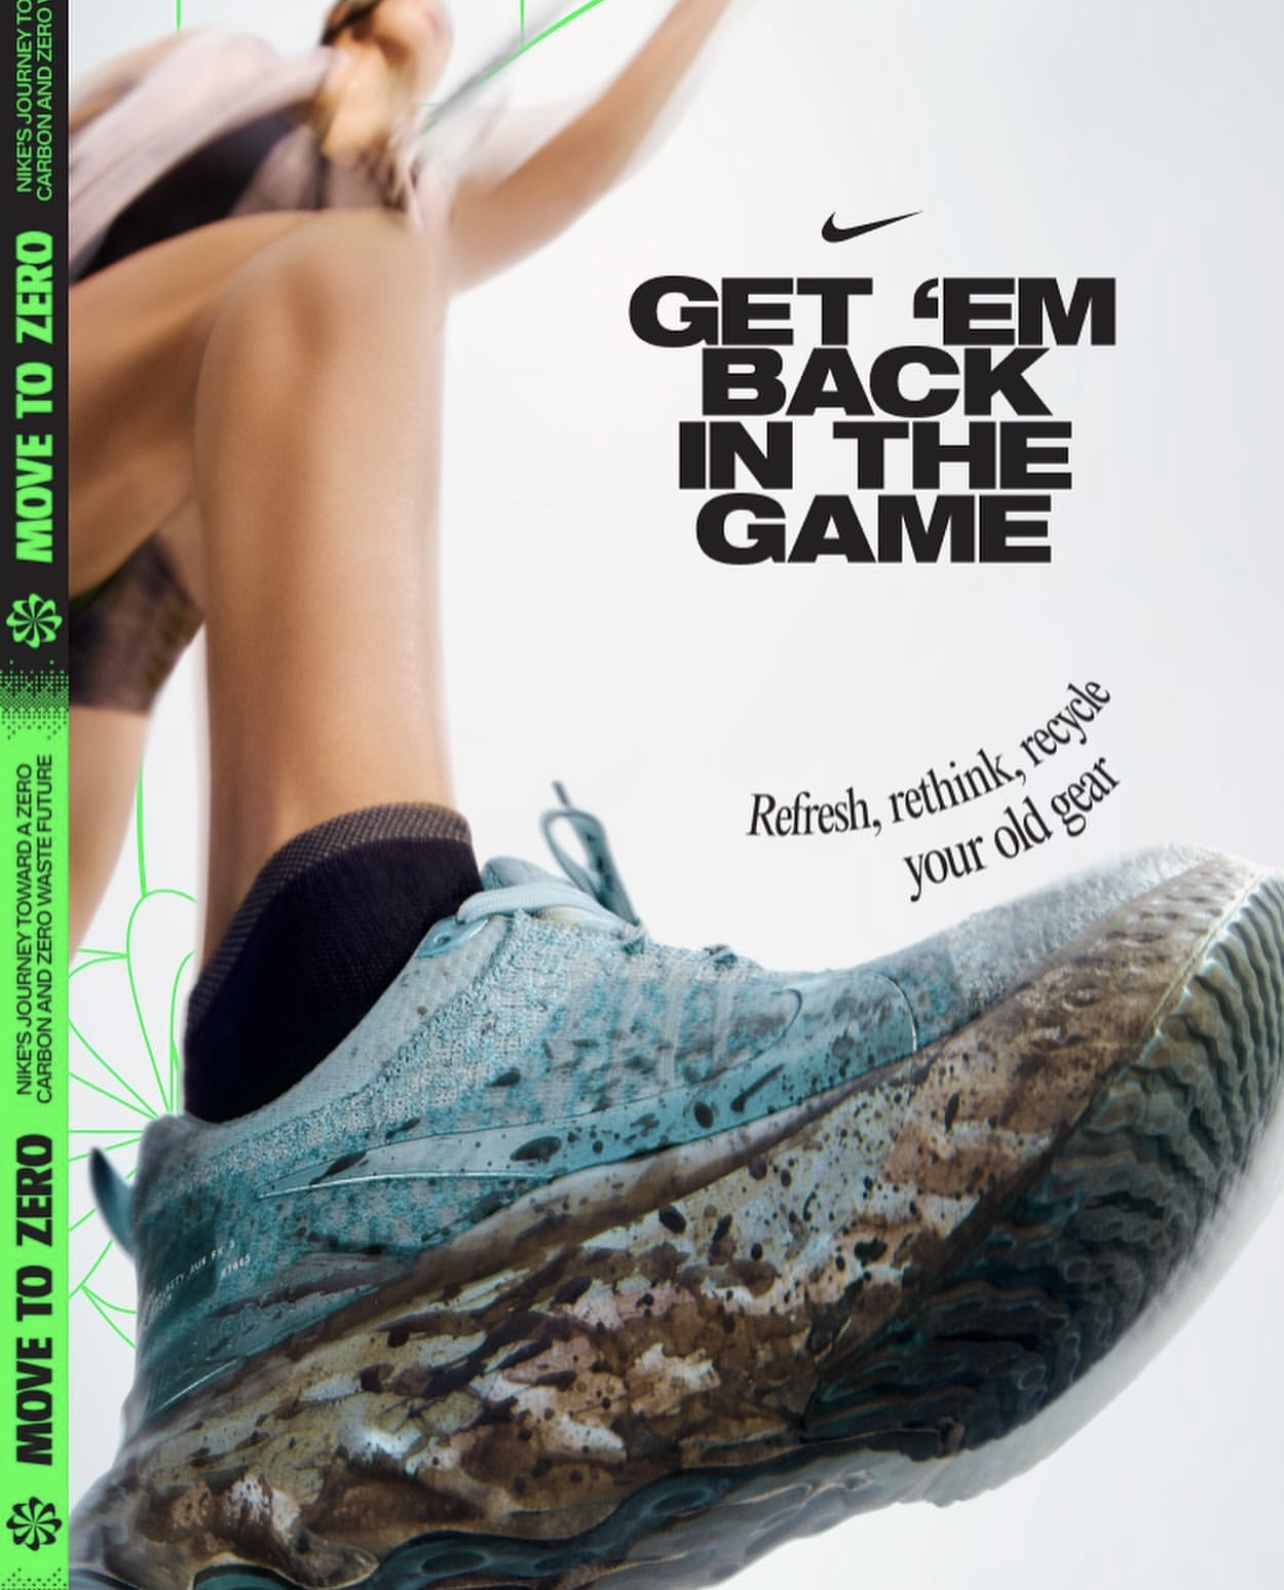 GET ‘EM
BACK
IN THE
GAME
Refresh, rethink, recycle
your old gear
NIKE'S JOURNEY TO
CARBON AND ZERO
MOVE TO ZERO
NIKE'S JOURNEY TOWARD A ZERO
CARBON AND ZERO WASTE FUTURE
MOVE TO ZERO